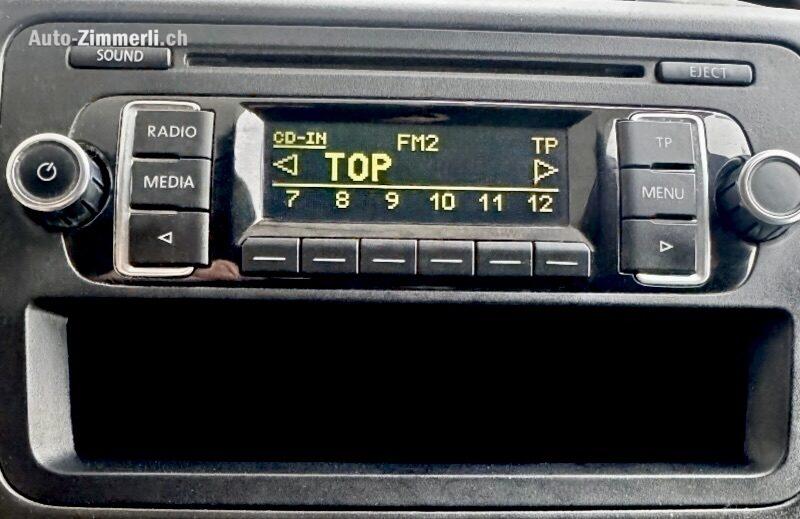 Auto-Zimmerli.ch
SOUND
EJECT
RADIO
MEDIA
CD-IN FM2 TP
TOP
7 8 9 10 11 12
TP
MENU